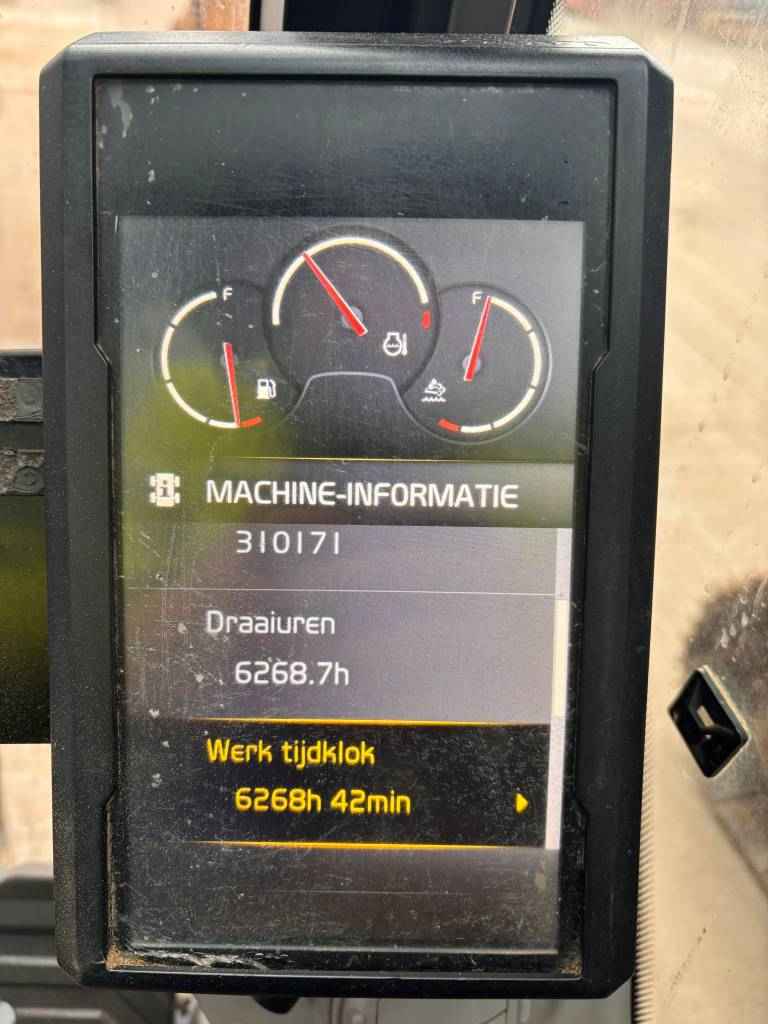 F
F
MACHINE-INFORMATIE
310171
Draaiuren
6268.7h
Werk tijdklok
6268h 42min